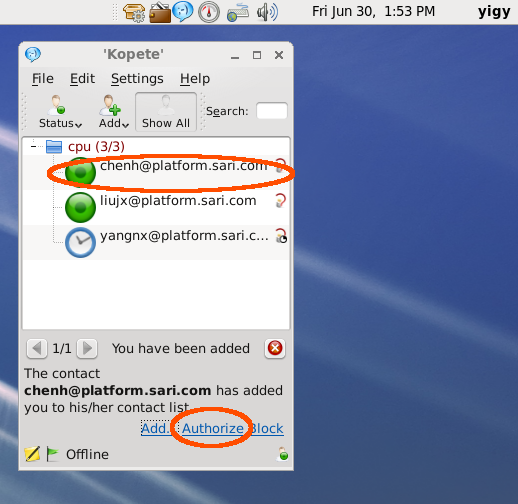 Fri Jun 30, 1:53 PM yigy
'Kopete'
File Edit Settings Help
Status Add Show All Search:
cpu (3/3)
chenh@platform.sari.com
liujx@platform.sari.com
yangnx@platform.sari.c...
1/1 You have been added
The contact
chenh@platform.sari.com has added
you to his/her contact list.
Add... Authorize Block
Offline